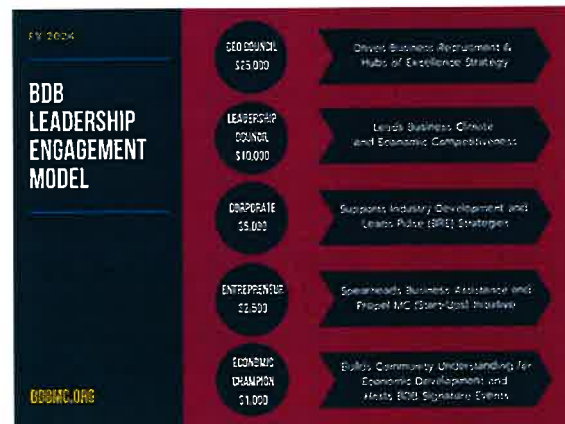 FY 2024
BDB
LEADERSHIP
ENGAGEMENT
MODEL
BDBMC.ORG
CEO COUNCIL
$25,000
Drives Business Recruitment &
Hubs of Excellence Strategy
LEADERSHIP
COUNCIL
$10,000
Leads Business Climate
and Economic Competitiveness
CORPORATE
$5,000
Supports Industry Development and
Leads Pulse (BRE) Strategies
ENTREPRENEUR
$2,500
Spearheads Business Assistance and
Propel MC (Start-Ups) Initiative
ECONOMIC
CHAMPION
$1,000
Builds Community Understanding for
Economic Development and
Hosts BDB Signature Events